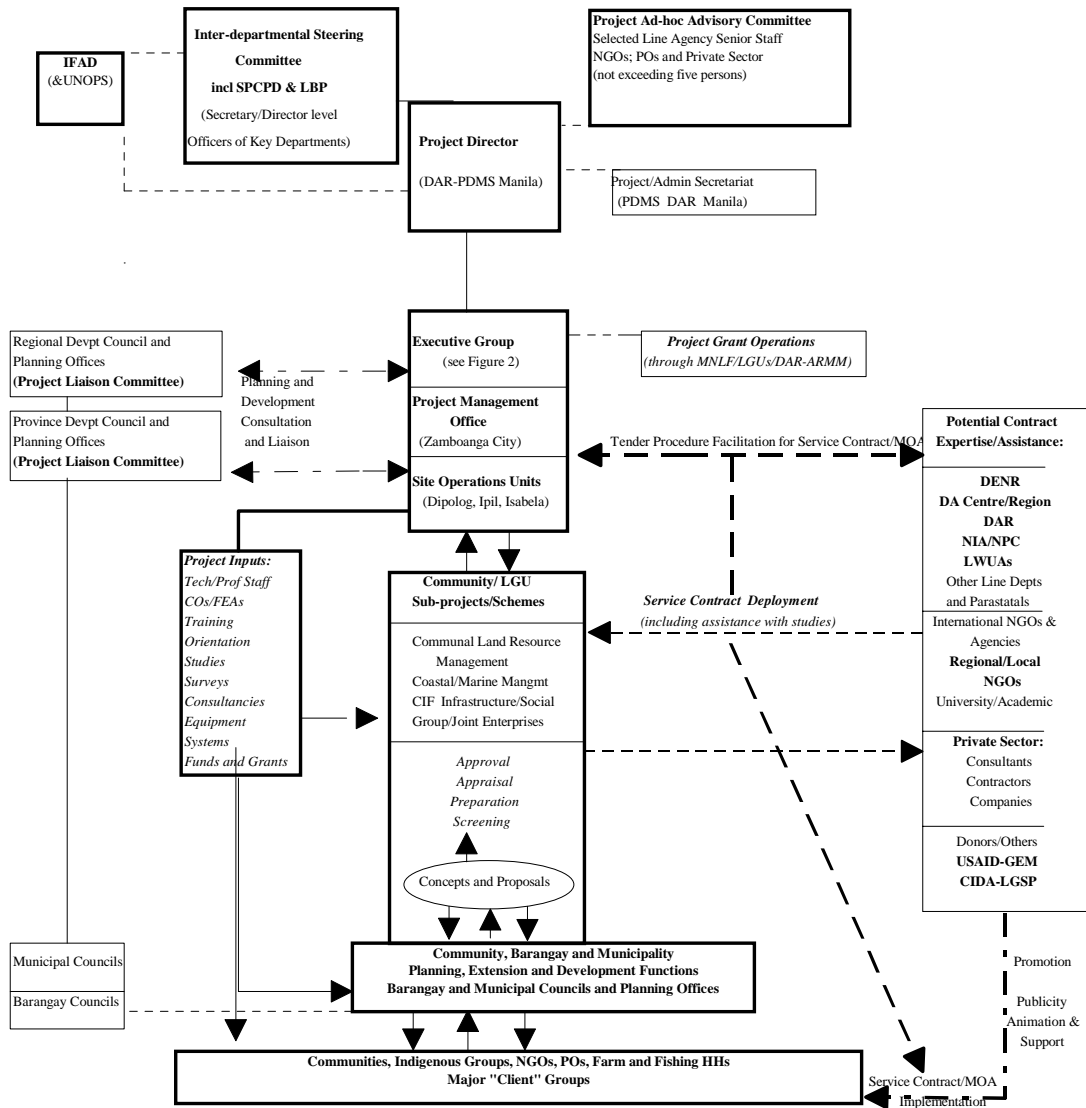 IFAD
(&UNOPS)
Inter-departmental Steering
Committee
incl SPCPD & LBP
(Secretary/Director level
Officers of Key Departments)
Project Ad-hoc Advisory Committee
Selected Line Agency Senior Staff
NGOs; POs and Private Sector
(not exceeding five persons)
Project Director
(DAR-PDMS Manila)
Project/Admin Secretariat
(PDMS DAR Manila)
Regional Devpt Council and
Planning Offices
(Project Liaison Committee)
Province Devpt Council and
Planning Offices
(Project Liaison Committee)
Planning and
Development
Consultation
and Liaison
Executive Group
(see Figure 2)
Project Management
Office
(Zamboanga City)
Site Operations Units
(Dipolog, Ipil, Isabela)
Project Grant Operations
(through MNLF/LGUs/DAR-ARMM)
Tender Procedure Facilitation for Service Contract/MOA
Potential Contract
Expertise/Assistance:
DENR
DA Centre/Region
DAR
NIA/NPC
LWUAs
Other Line Depts
and Parastatals
International NGOs &
Agencies
Regional/Local
NGOs
University/Academic
Private Sector:
Consultants
Contractors
Companies
Donors/Others
USAID-GEM
CIDA-LGSP
Project Inputs:
Tech/Prof Staff
COs/FEAs
Training
Orientation
Studies
Surveys
Consultancies
Equipment
Systems
Funds and Grants
Community/ LGU
Sub-projects/Schemes
Communal Land Resource
Management
Coastal/Marine Mangmt
CIF Infrastructure/Social
Group/Joint Enterprises
Approval
Appraisal
Preparation
Screening
Concepts and Proposals
Service Contract Deployment
(including assistance with studies)
Municipal Councils
Barangay Councils
Community, Barangay and Municipality
Planning, Extension and Development Functions
Barangay and Municipal Councils and Planning Offices
Promotion
Publicity
Animation &
Support
Communities, Indigenous Groups, NGOs, POs, Farm and Fishing HHs
Major "Client" Groups
Service Contract/MOA
Implementation